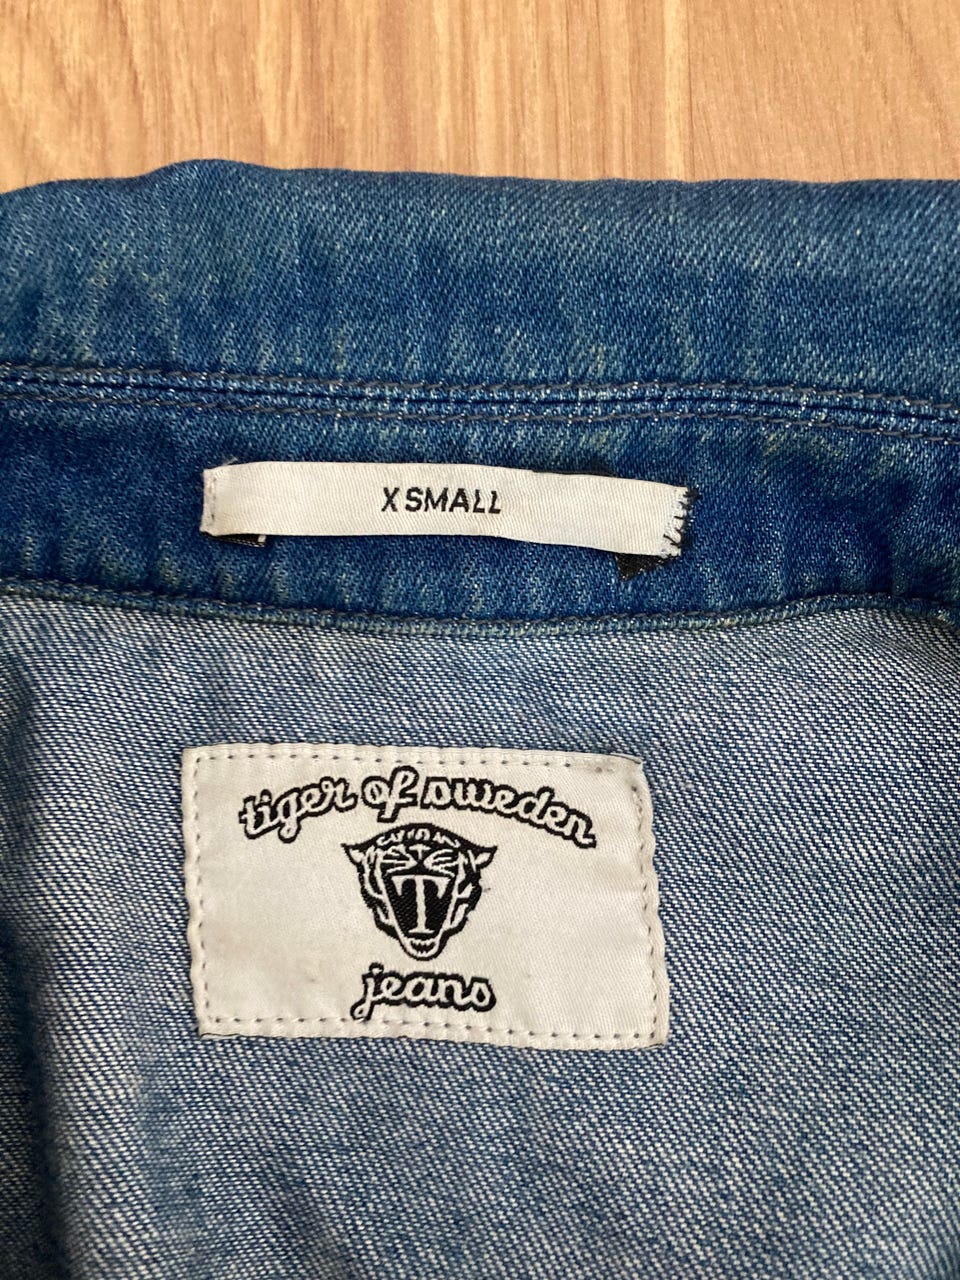 X SMALL
tiger of sweden
T
jeans